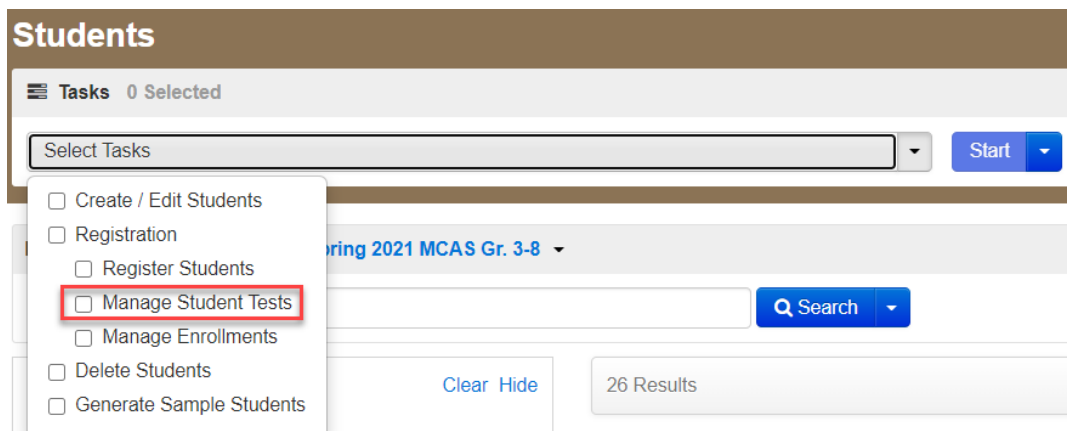 Students
Tasks 0 Selected
Select Tasks
Start
Create / Edit Students
Registration
pring 2021 MCAS Gr. 3-8
Register Students
Manage Student Tests
Search
Manage Enrollments
Delete Students
Clear Hide
26 Results
Generate Sample Students